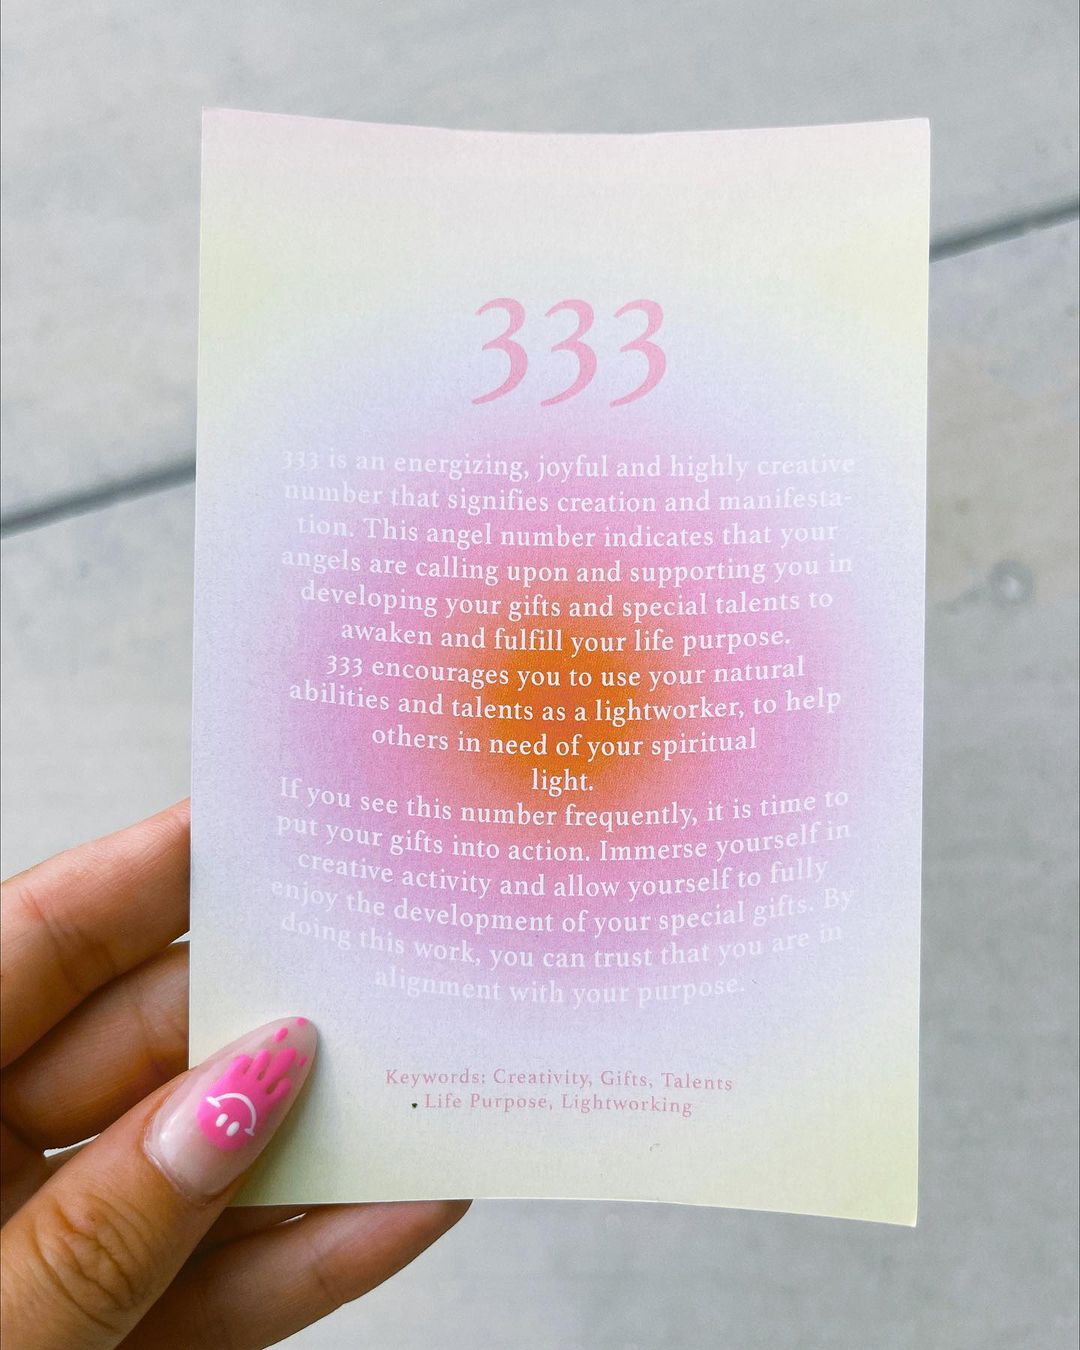 333
333 is an energizing, joyful and highly creative
number that signifies creation and manifesta-
tion. This angel number indicates that your
angels are calling upon and supporting you in
developing your gifts and special talents to
awaken and fulfill your life purpose.
333 encourages you to use your natural
abilities and talents as a lightworker, to help
others in need of your spiritual
light.
If you see this number frequently, it is time to
put your gifts into action. Immerse yourself in
creative activity and allow yourself to fully
enjoy the development of your special gifts. By
doing this work, you can trust that you are in
alignment with your purpose.
Keywords: Creativity, Gifts, Talents
Life Purpose, Lightworking